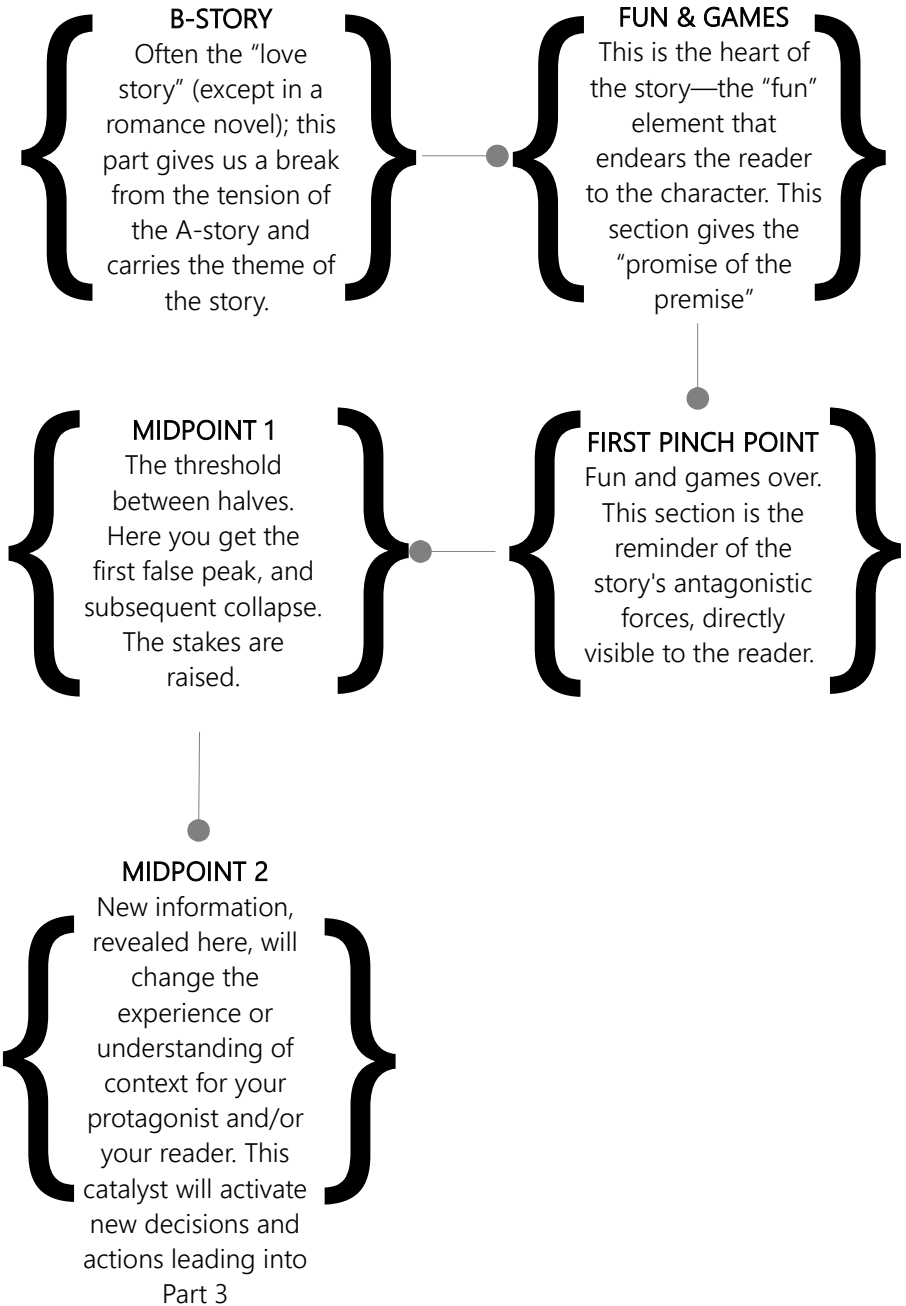 B-STORY
Often the “love
story” (except in a
romance novel); this
part gives us a break
from the tension of
the A-story and
carries the theme of
the story.
FUN & GAMES
This is the heart of
the story—the “fun”
element that
endears the reader
to the character. This
section gives the
“promise of the
premise”
FIRST PINCH POINT
Fun and games over.
This section is the
reminder of the
story's antagonistic
forces, directly
visible to the reader.
MIDPOINT 1
The threshold
between halves.
Here you get the
first false peak, and
subsequent collapse.
The stakes are
raised.
MIDPOINT 2
New information,
revealed here, will
change the
experience or
understanding of
context for your
protagonist and/or
your reader. This
catalyst will activate
new decisions and
actions leading into
Part 3